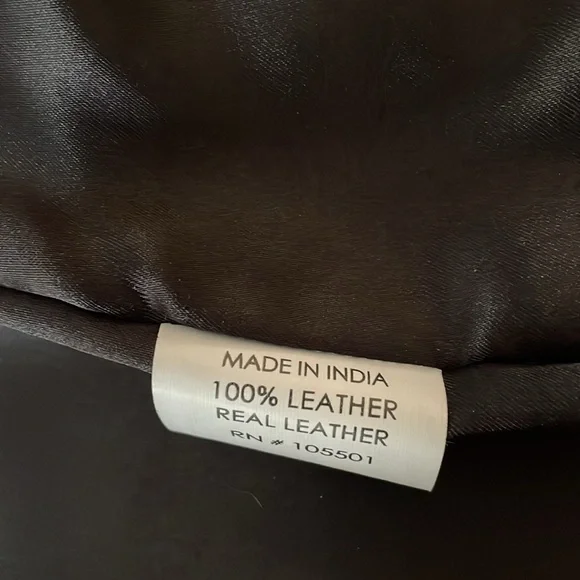 MADE IN INDIA
100% LEATHER
REAL LEATHER
RN # 105501